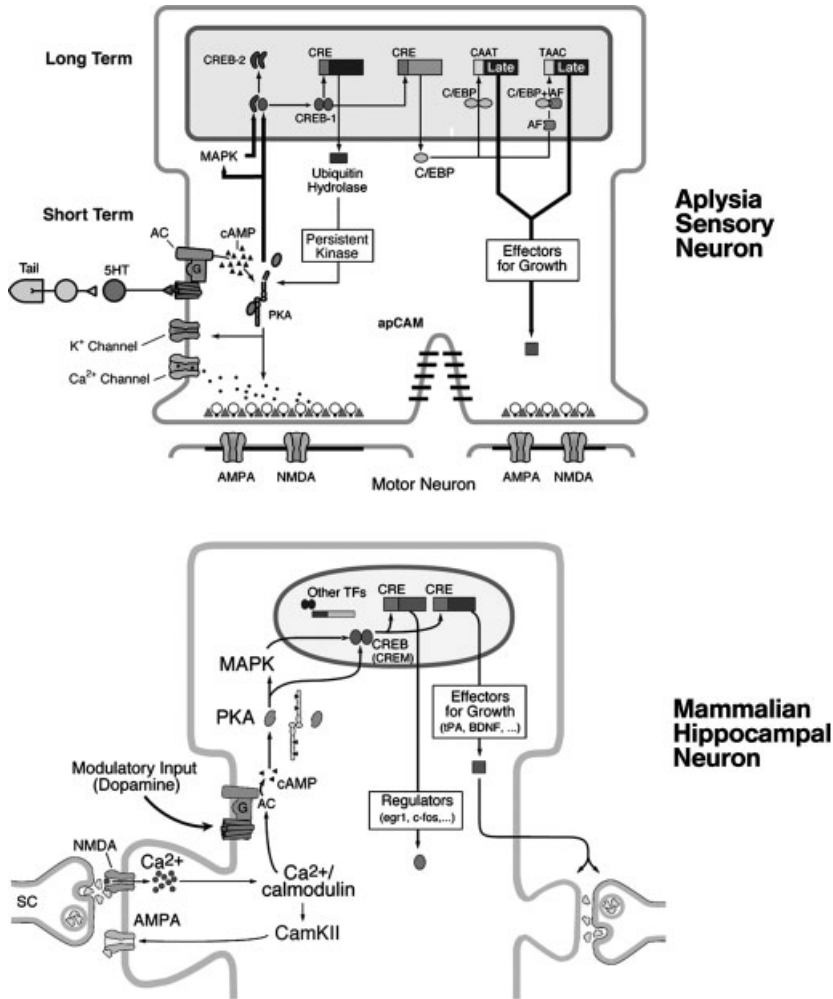 Long Term
CREB-2
CRE
CRE
CAAT
TAAC
Late
Late
C/EBP
C/EBP+AF
CREB-1
AF
MAPK
Ubiquitin
Hydrolase
C/EBP
Short Term
AC
cAMP
Persistent
Kinase
Effectors
for Growth
Aplysia
Sensory
Neuron
Tail
5HT
G
PKA
apCAM
K+ Channel
Ca2+ Channel
AMPA
NMDA
Motor Neuron
AMPA
NMDA
Other TFs
CRE
CRE
CREB
(CREM)
MAPK
PKA
Effectors
for Growth
(tPA, BDNF, ...)
Mammalian
Hippocampal
Neuron
Modulatory Input
(Dopamine)
cAMP
G
AC
Regulators
(egr1, c-fos,...)
NMDA
Ca2+
Ca2+/
calmodulin
SC
AMPA
CamKII